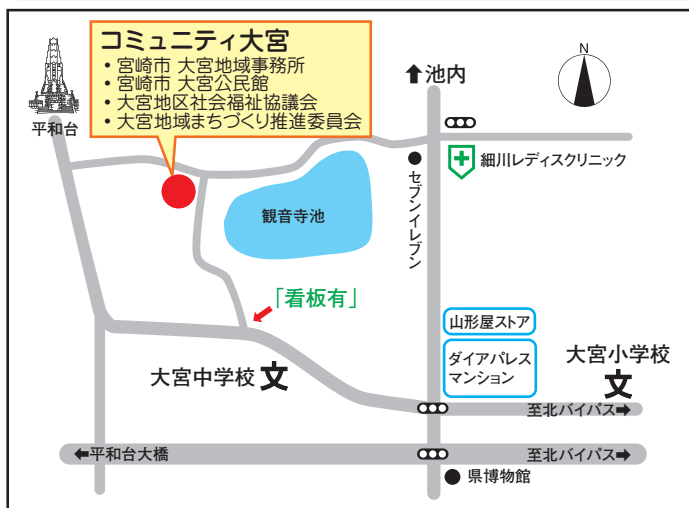 コミュニティ大宮
・宮崎市 大宮地域事務所
・宮崎市 大宮公民館
・大宮地区社会福祉協議会
・大宮地域まちづくり推進委員会
平和台
⬆池内
N
細川レディスクリニック
セブンイレブン
観音寺池
「看板有」
山形屋ストア
ダイアパレス
マンション
大宮小学校
文
大宮中学校 文
至北バイパス➡
⬅平和台大橋
至北バイパス➡
県博物館